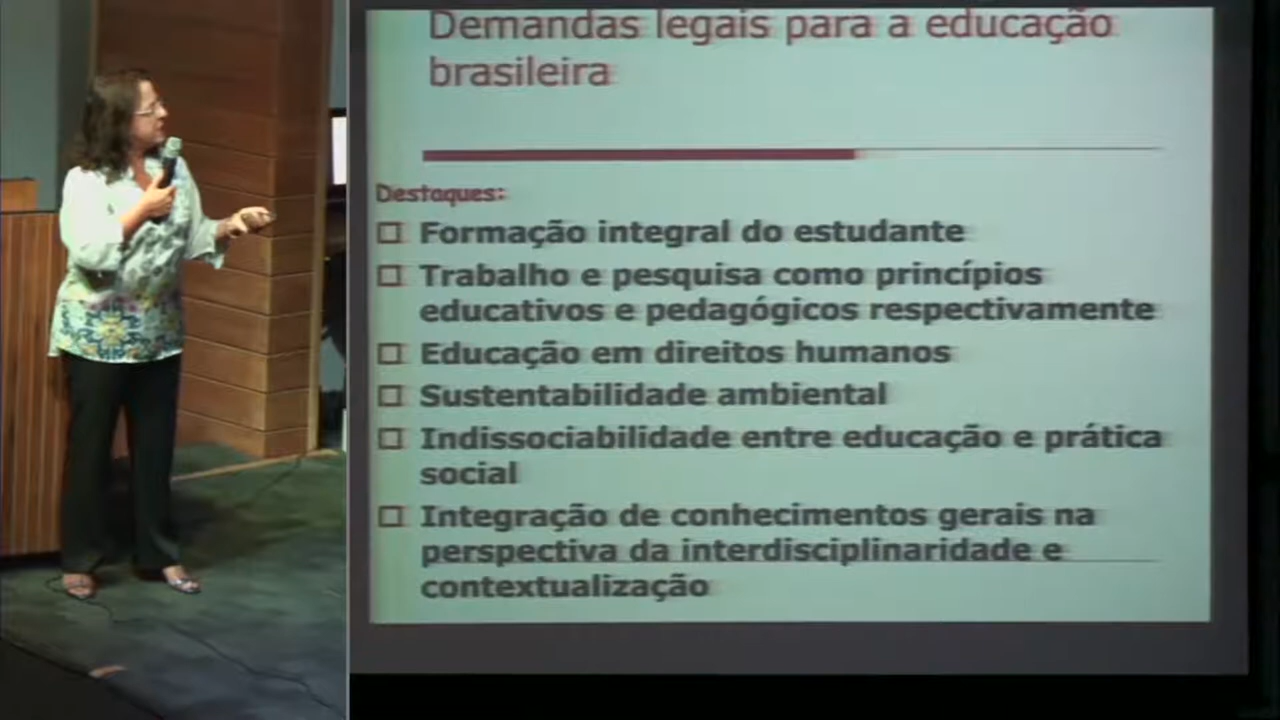 Demandas legais para a educação
brasileira
Destaques:
Formação integral do estudante
Trabalho e pesquisa como princípios
educativos e pedagógicos respectivamente
Educação em direitos humanos
Sustentabilidade ambiental
Indissociabilidade entre educação e prática
social
Integração de conhecimentos gerais na
perspectiva da interdisciplinaridade e
contextualização